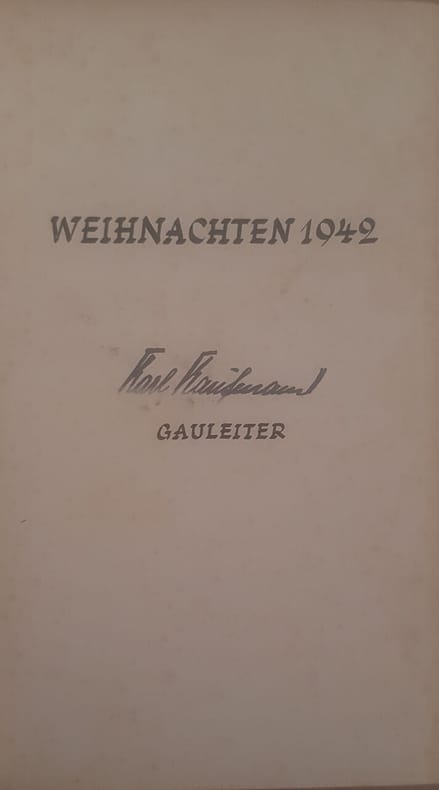 WEIHNACHTEN 1942
Karl Kaufmann
GAULEITER